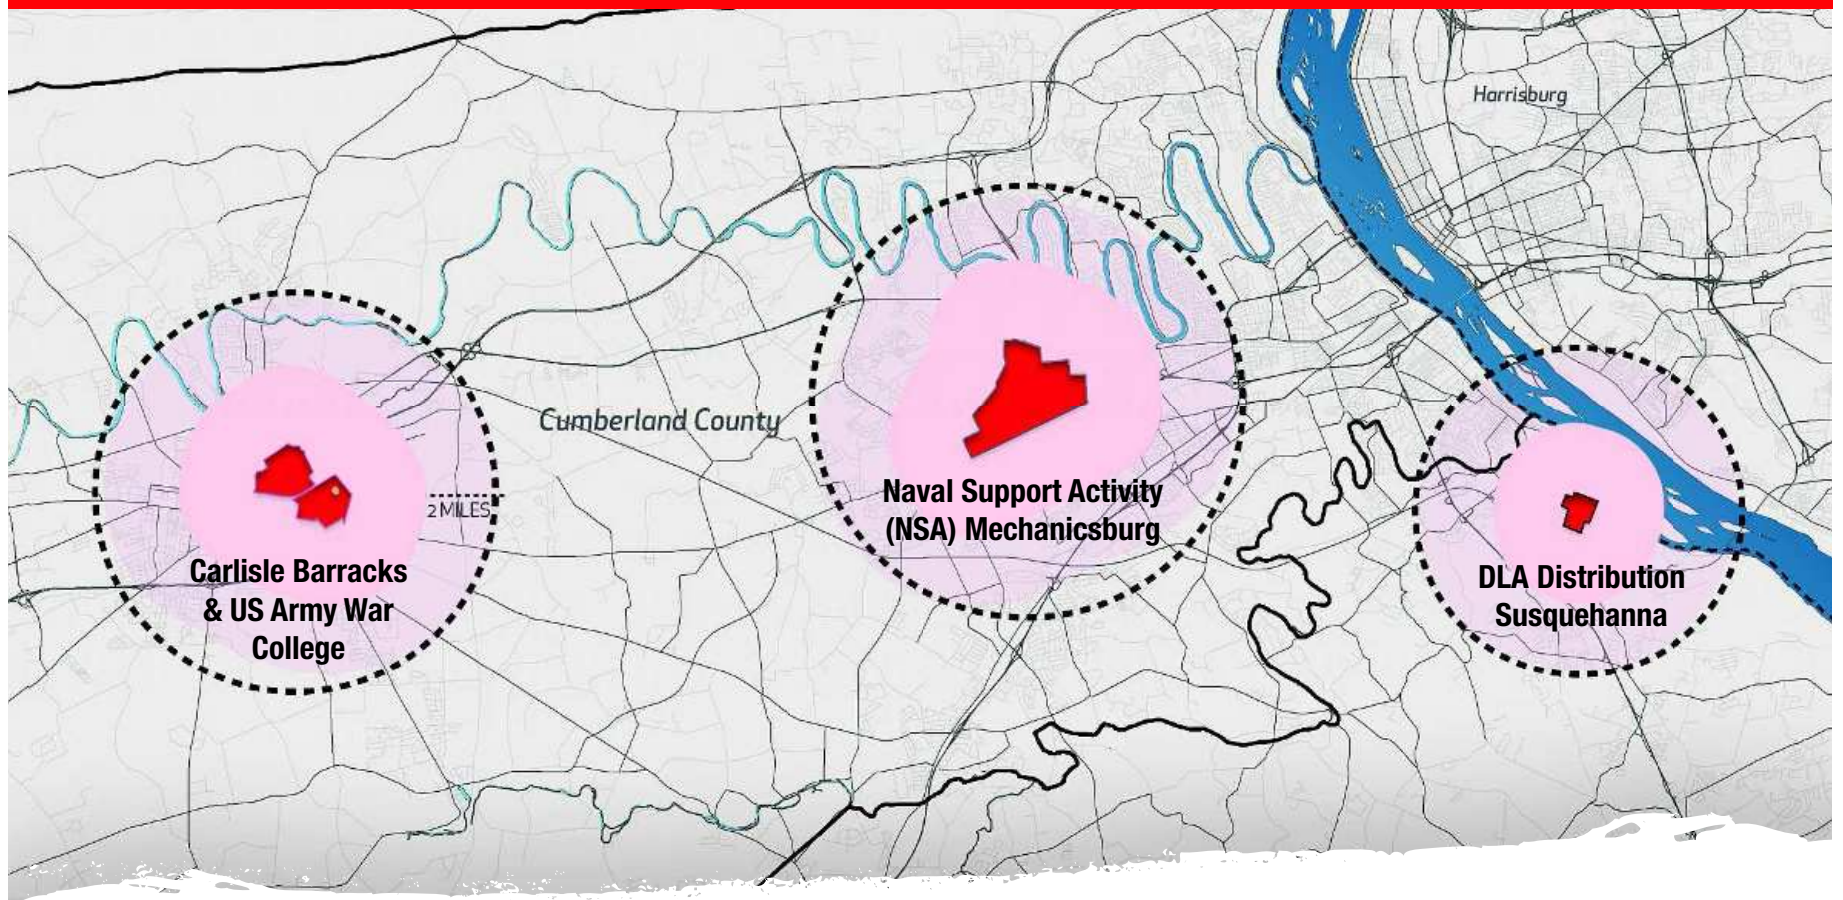 Harrisburg
Cumberland County
2 MILES
Naval Support Activity
(NSA) Mechanicsburg
Carlisle Barracks
& US Army War
College
DLA Distribution
Susquehanna